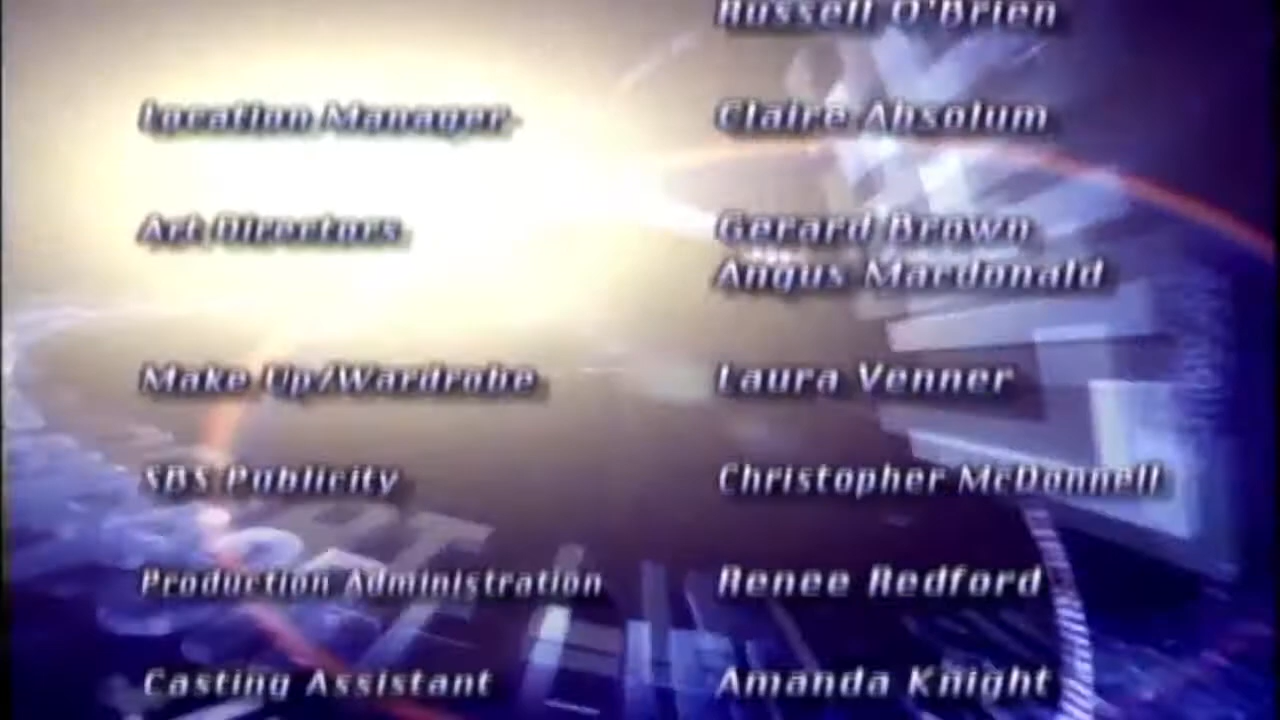 Russell O'Brien
Location Manager Claire Absolum
Art Directors Gerard Brown
Angus Macdonald
Make Up/Wardrobe Laura Venner
SBS Publicity Christopher McDonnell
Production Administration Renee Redford
Casting Assistant Amanda Knight